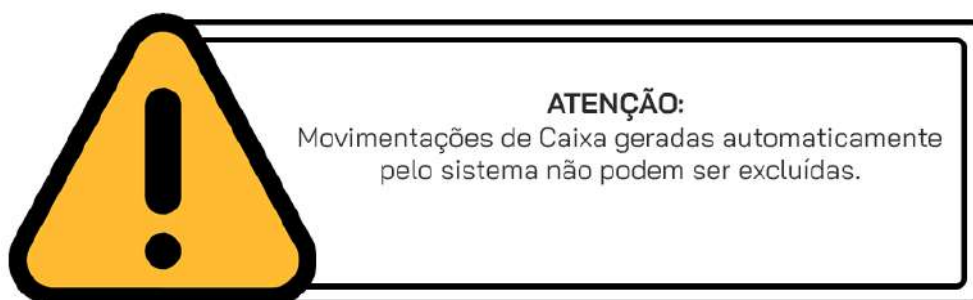 ATENÇÃO:
Movimentações de Caixa geradas automaticamente
pelo sistema não podem ser excluídas.